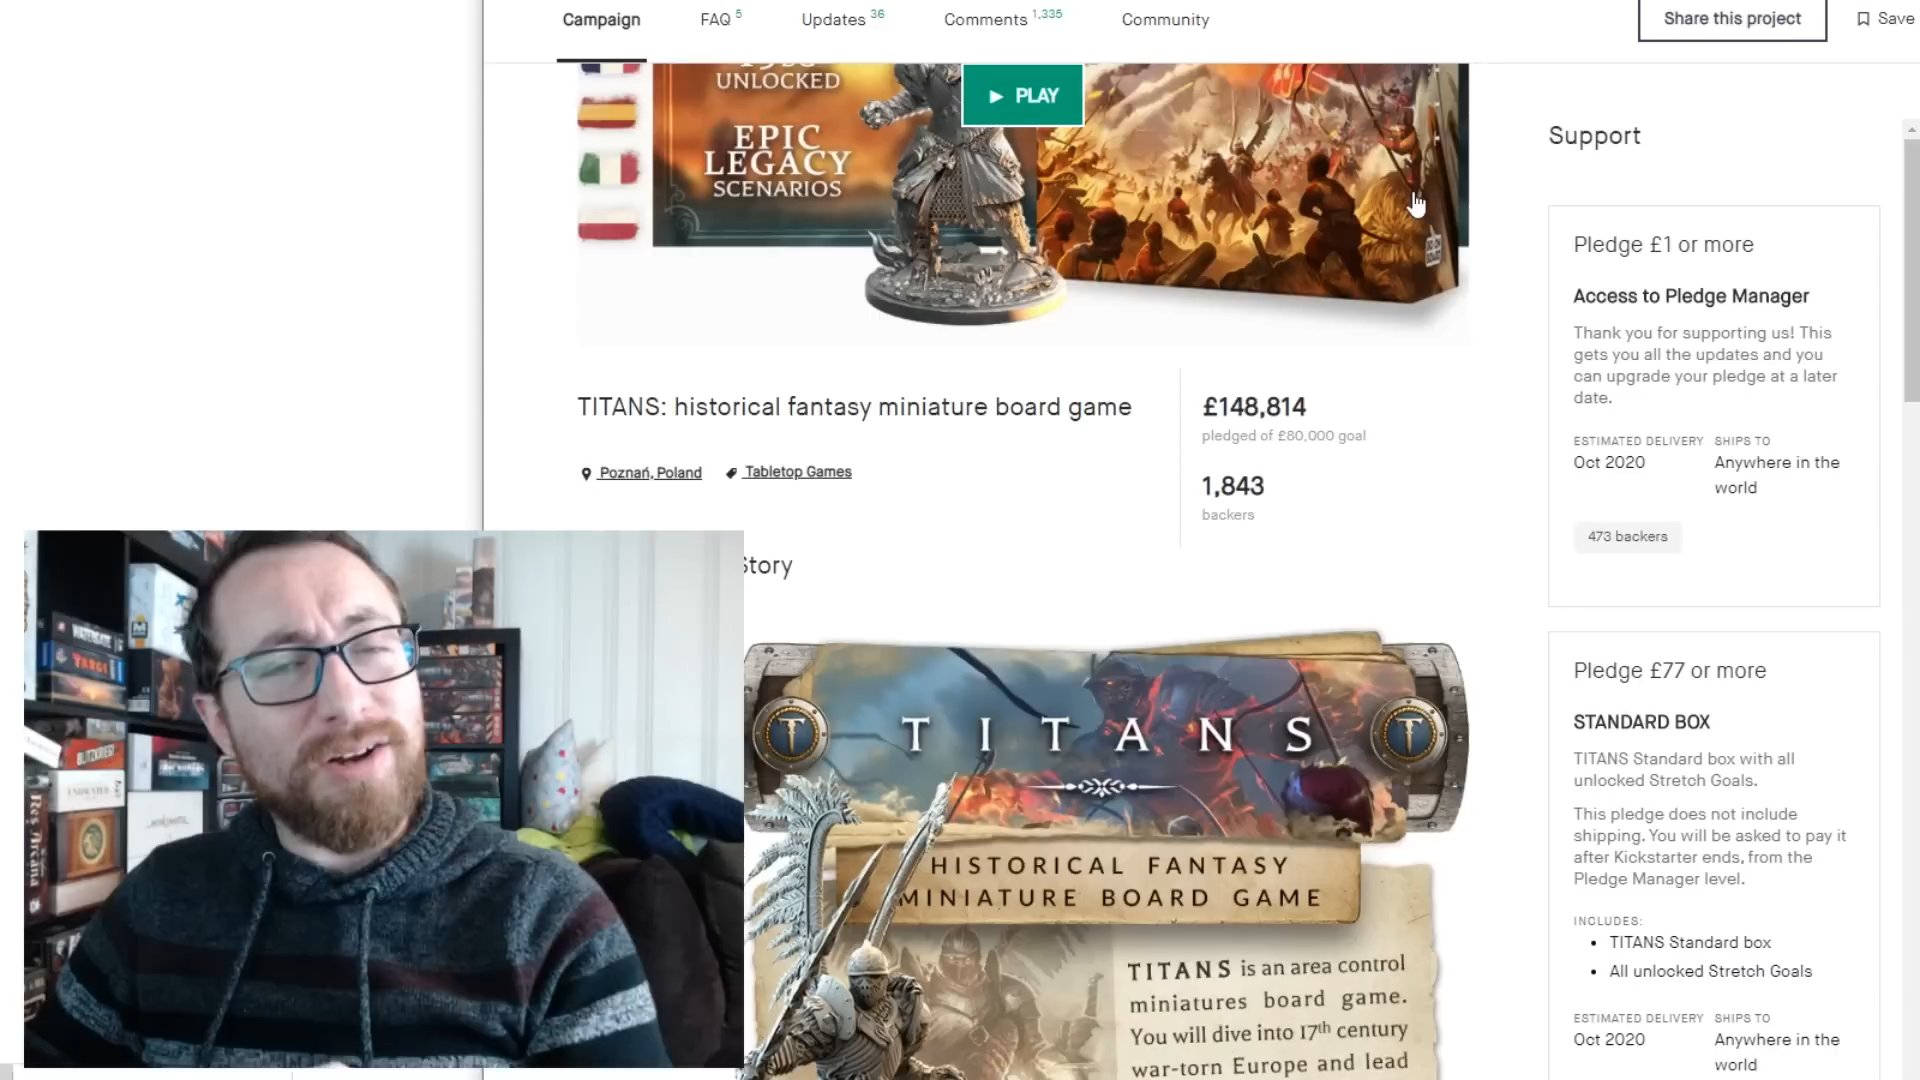 Campaign
FAQ 5
Updates 36
Comments 1,335
Community
Share this project
Save
UNLOCKED
EPIC
LEGACY
SCENARIOS
PLAY
TITANS: historical fantasy miniature board game
Poznań, Poland
Tabletop Games
£148,814
pledged of £80,000 goal
1,843
backers
Story
TITANS
HISTORICAL FANTASY
MINIATURE BOARD GAME
TITANS is an area control
miniatures board game.
You will dive into 17th century
war-torn Europe and lead
Support
Pledge £1 or more
Access to Pledge Manager
Thank you for supporting us! This
gets you all the updates and you
can upgrade your pledge at a later
date.
ESTIMATED DELIVERY
Oct 2020
SHIPS TO
Anywhere in the
world
473 backers
Pledge £77 or more
STANDARD BOX
TITANS Standard box with all
unlocked Stretch Goals.
This pledge does not include
shipping. You will be asked to pay it
after Kickstarter ends, from the
Pledge Manager level.
INCLUDES:
TITANS Standard box
All unlocked Stretch Goals
ESTIMATED DELIVERY
Oct 2020
SHIPS TO
Anywhere in the
world
WATERGATE
Res Arcana